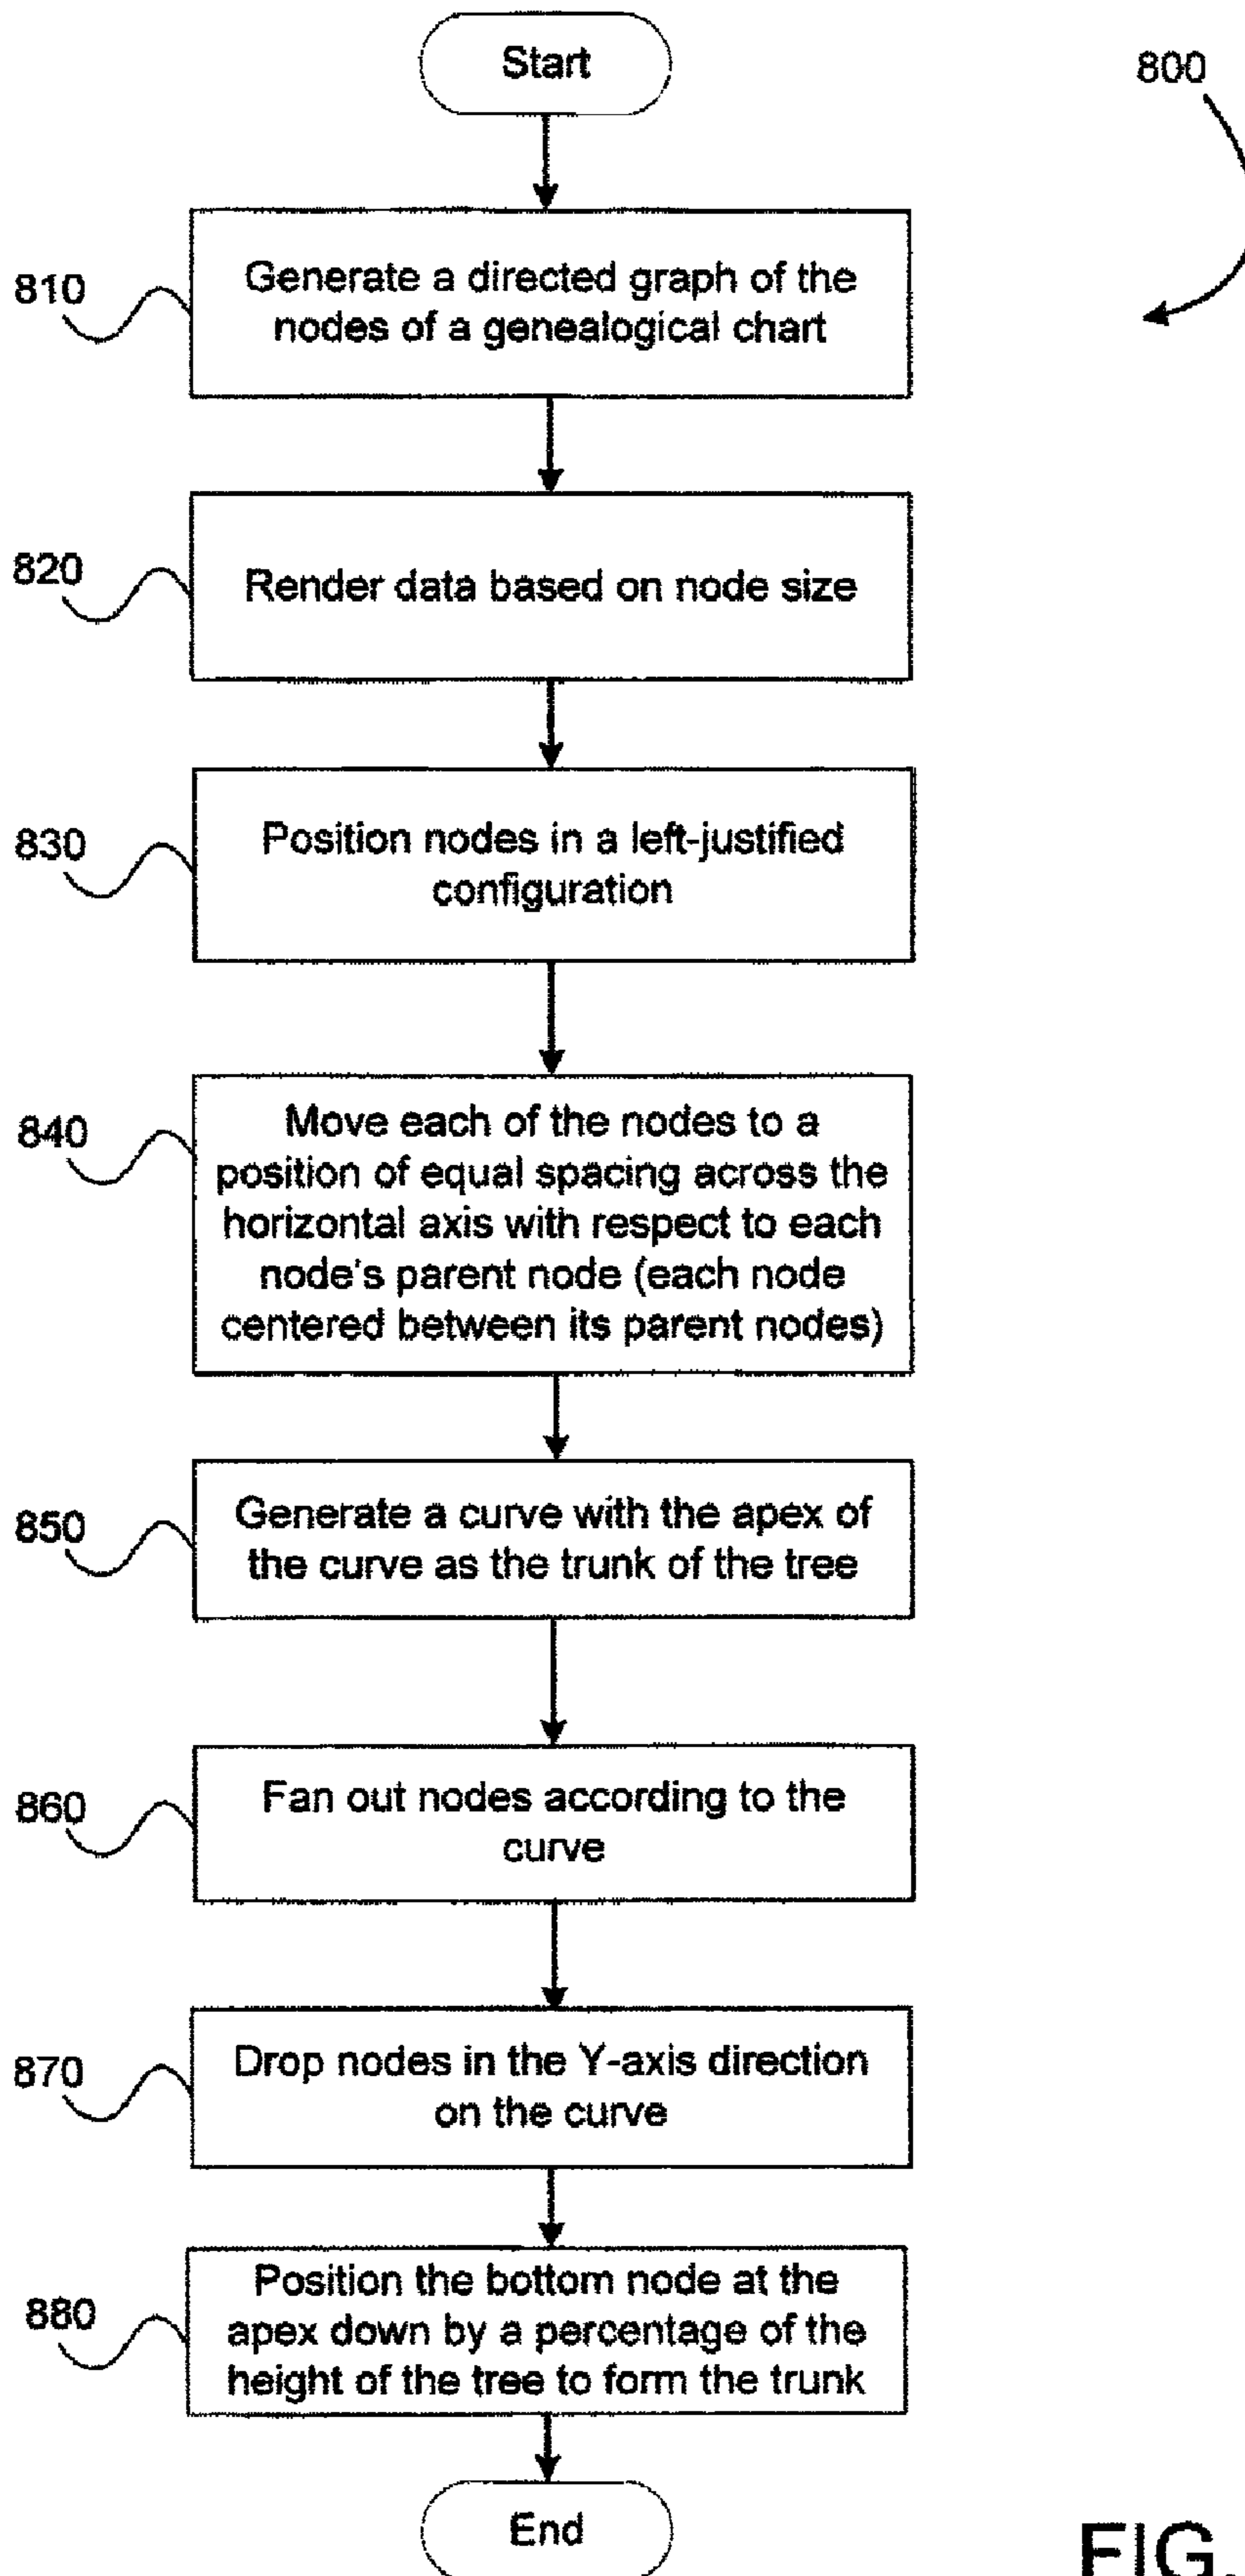 Start
800
810
Generate a directed graph of the
nodes of a genealogical chart
820
Render data based on node size
830
Position nodes in a left-justified
configuration
840
Move each of the nodes to a
position of equal spacing across the
horizontal axis with respect to each
node's parent node (each node
centered between its parent nodes)
850
Generate a curve with the apex of
the curve as the trunk of the tree
860
Fan out nodes according to the
curve
870
Drop nodes in the Y-axis direction
on the curve
880
Position the bottom node at the
apex down by a percentage of the
height of the tree to form the trunk
End
FIG.